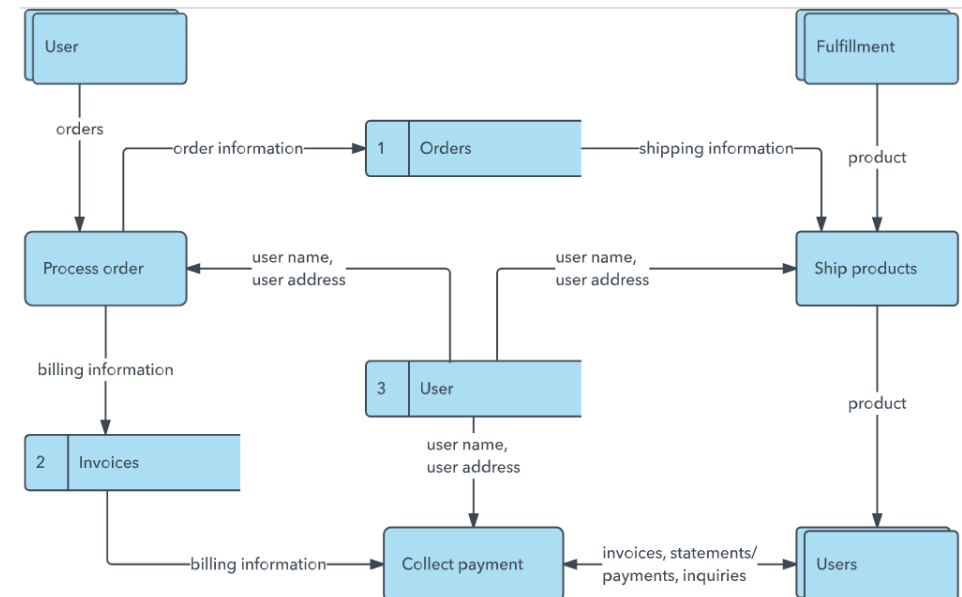 User
Fulfillment
orders
order information
1 Orders
shipping information
product
Process order
user name,
user address
user name,
user address
Ship products
billing information
3 User
product
user name,
user address
2 Invoices
billing information
Collect payment
invoices, statements/
payments, inquiries
Users